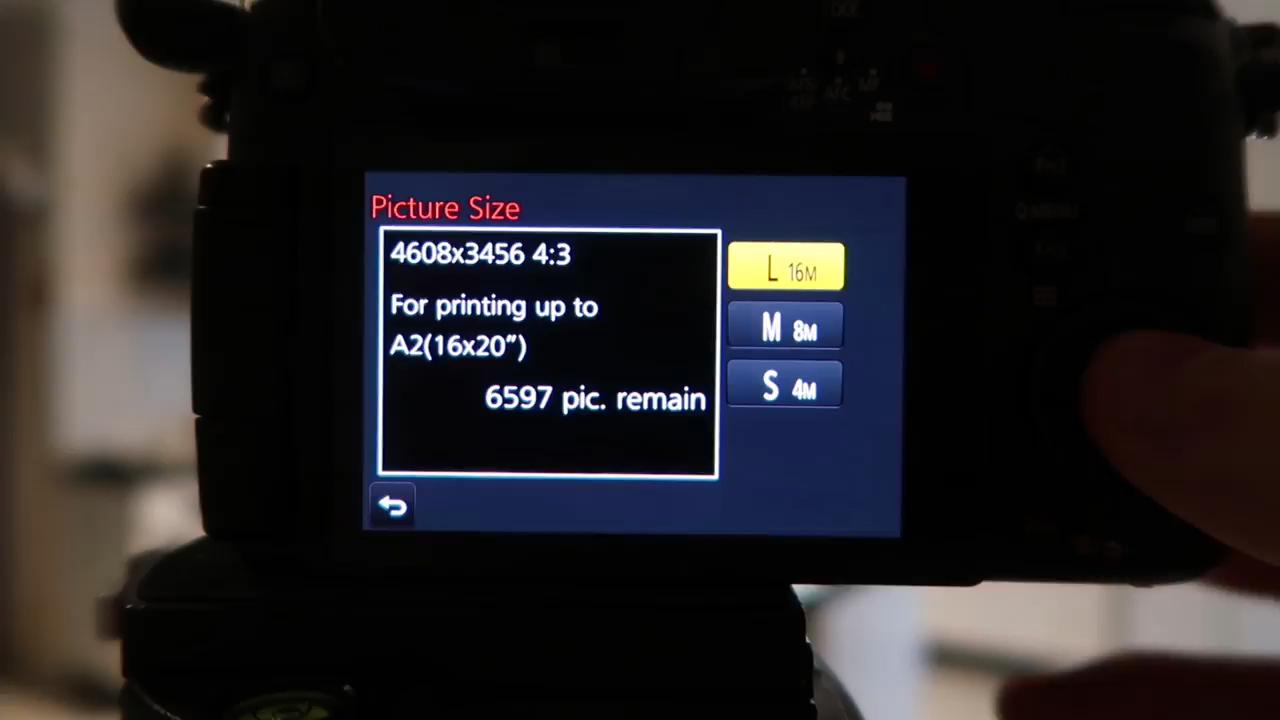 Picture Size
4608x3456 4:3
For printing up to
A2(16x20")
6597 pic. remain
L 16M
M 8M
S 4M